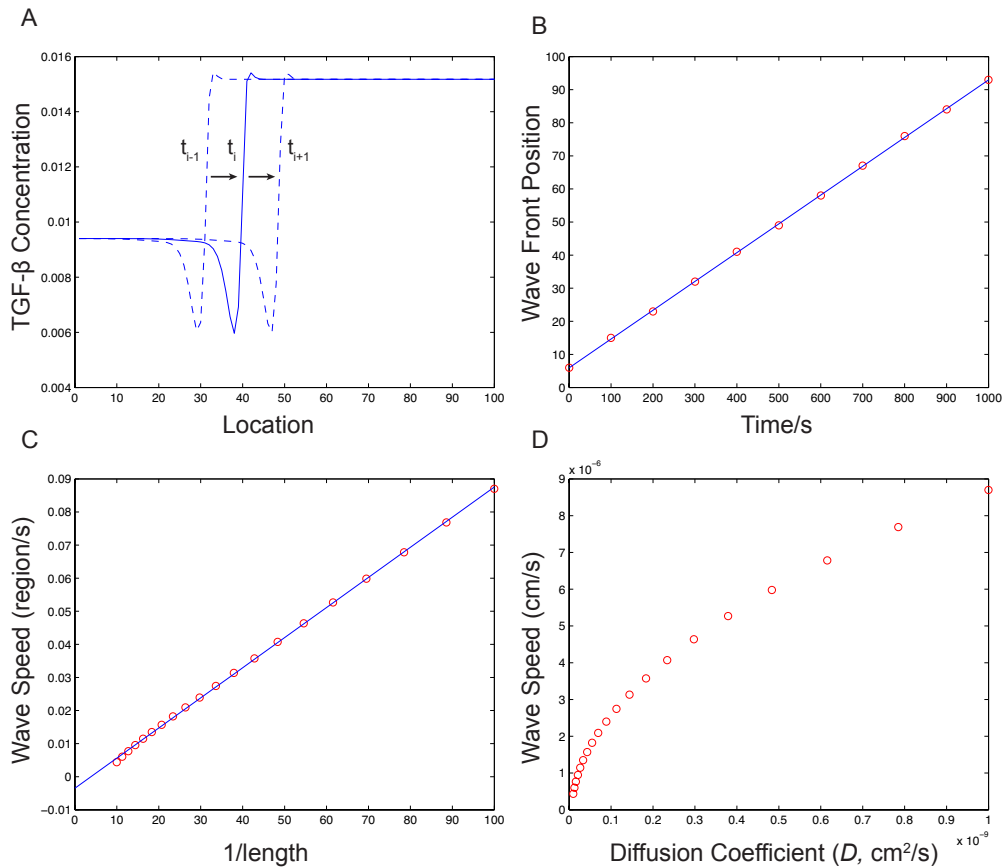 A
0.016
0.014
0.012
0.01
0.008
0.006
0.004
TGF-β Concentration
t i-1
t i
t i+1
0 10 20 30 40 50 60 70 80 90 100
Location
B
100
90
80
70
60
50
40
30
20
10
0
Wave Front Position
0 100 200 300 400 500 600 700 800 900 1000
Time/s
C
0.09
0.08
0.07
0.06
0.05
0.04
0.03
0.02
0.01
0
−0.01
Wave Speed (region/s)
0 10 20 30 40 50 60 70 80 90 100
1/length
D
x 10−6
9
8
7
6
5
4
3
2
1
0
Wave Speed (cm/s)
0 0.1 0.2 0.3 0.4 0.5 0.6 0.7 0.8 0.9 1
x 10−9
Diffusion Coefficient (D, cm2/s)